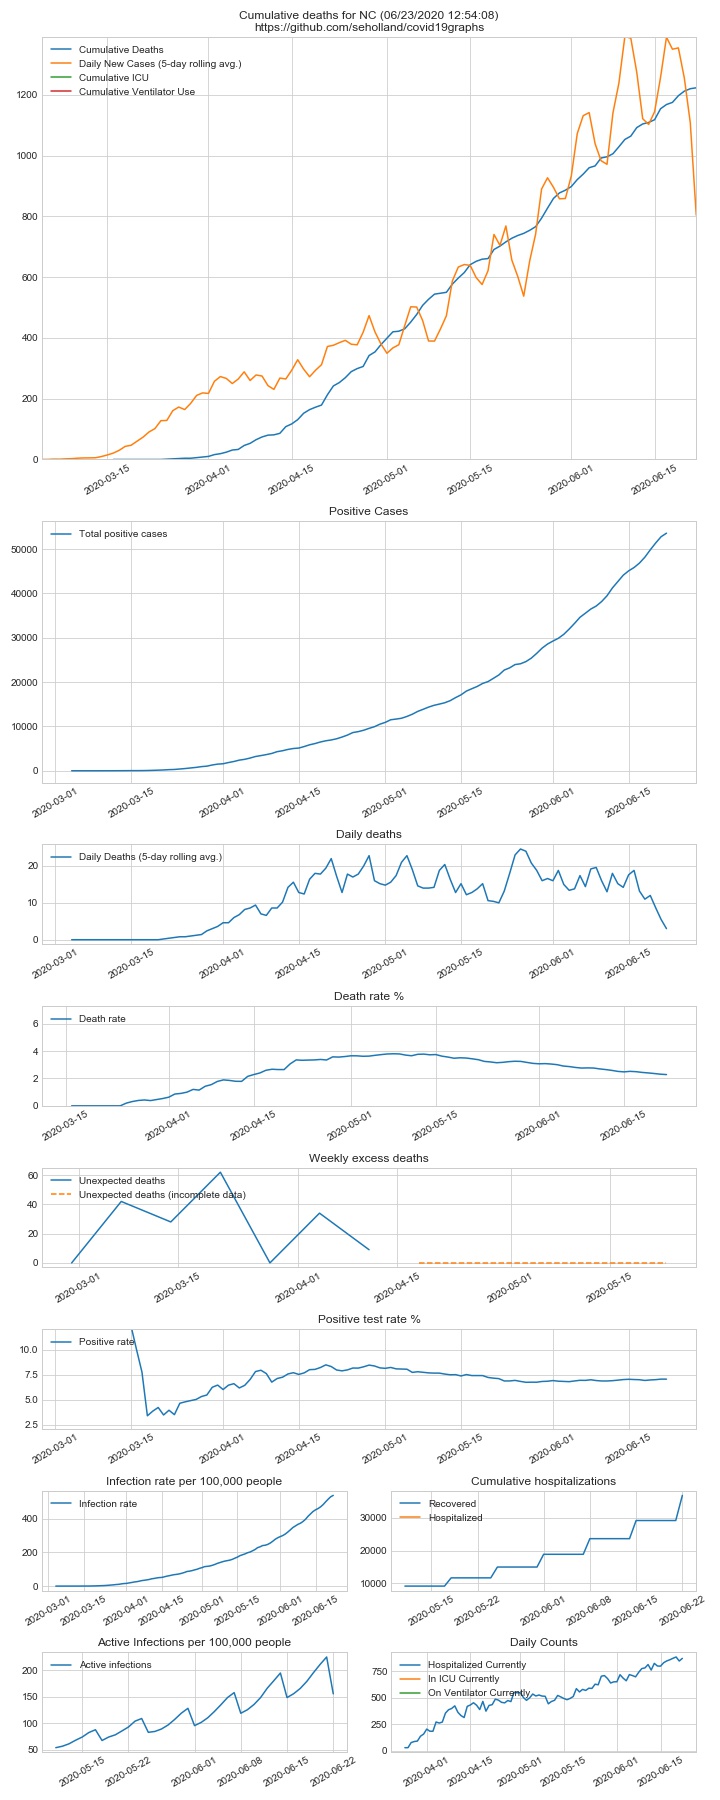 Cumulative deaths for NC (06/23/2020 12:54:08)
https://github.com/seholland/covid19graphs
Cumulative Deaths
Daily New Cases (5-day rolling avg.)
Cumulative ICU
Cumulative Ventilator Use
1200
1000
800
600
400
200
0
2020-03-15 2020-04-01 2020-04-15 2020-05-01 2020-05-15 2020-06-01 2020-06-15
Positive Cases
Total positive cases
50000
40000
30000
20000
10000
0
2020-03-01 2020-03-15 2020-04-01 2020-04-15 2020-05-01 2020-05-15 2020-06-01 2020-06-15
Daily deaths
Daily Deaths (5-day rolling avg.)
20
10
0
2020-03-01 2020-03-15 2020-04-01 2020-04-15 2020-05-01 2020-05-15 2020-06-01 2020-06-15
Death rate %
Death rate
6
4
2
0
2020-03-15 2020-04-01 2020-04-15 2020-05-01 2020-05-15 2020-06-01 2020-06-15
Weekly excess deaths
Unexpected deaths
Unexpected deaths (incomplete data)
60
40
20
0
2020-03-01 2020-03-15 2020-04-01 2020-04-15 2020-05-01 2020-05-15
Positive test rate %
Positive rate
10.0
7.5
5.0
2.5
2020-03-01 2020-03-15 2020-04-01 2020-04-15 2020-05-01 2020-05-15 2020-06-01 2020-06-15
Infection rate per 100,000 people
Infection rate
400
200
0
2020-03-01 2020-03-15 2020-04-01 2020-04-15 2020-05-01 2020-05-15 2020-06-01 2020-06-15
Cumulative hospitalizations
Recovered
Hospitalized
30000
20000
10000
2020-05-15 2020-05-22 2020-06-01 2020-06-08 2020-06-15 2020-06-22
Active Infections per 100,000 people
Active infections
200
150
100
50
2020-05-15 2020-05-22 2020-06-01 2020-06-08 2020-06-15 2020-06-22
Daily Counts
Hospitalized Currently
In ICU Currently
On Ventilator Currently
750
500
250
0
2020-04-01 2020-04-15 2020-05-01 2020-05-15 2020-06-01 2020-06-15